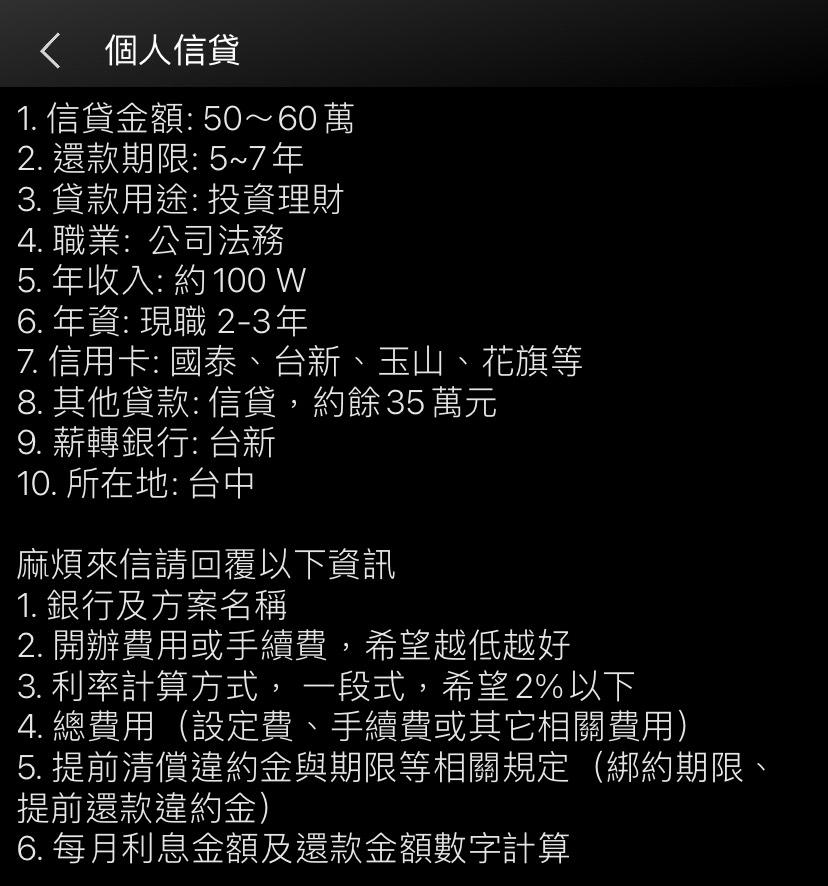 個人信貸
1. 信貸金額: 50～60萬
2. 還款期限: 5~7年
3. 貸款用途: 投資理財
4. 職業: 公司法務
5. 年收入: 約100 W
6. 年資: 現職 2-3年
7. 信用卡: 國泰、台新、玉山、花旗等
8. 其他貸款: 信貸，約餘35萬元
9. 薪轉銀行: 台新
10. 所在地: 台中
麻煩來信請回覆以下資訊
1. 銀行及方案名稱
2. 開辦費用或手續費，希望越低越好
3. 利率計算方式， 一段式，希望2%以下
4. 總費用（設定費、手續費或其它相關費用）
5. 提前清償違約金與期限等相關規定（綁約期限、
提前還款違約金）
6. 每月利息金額及還款金額數字計算